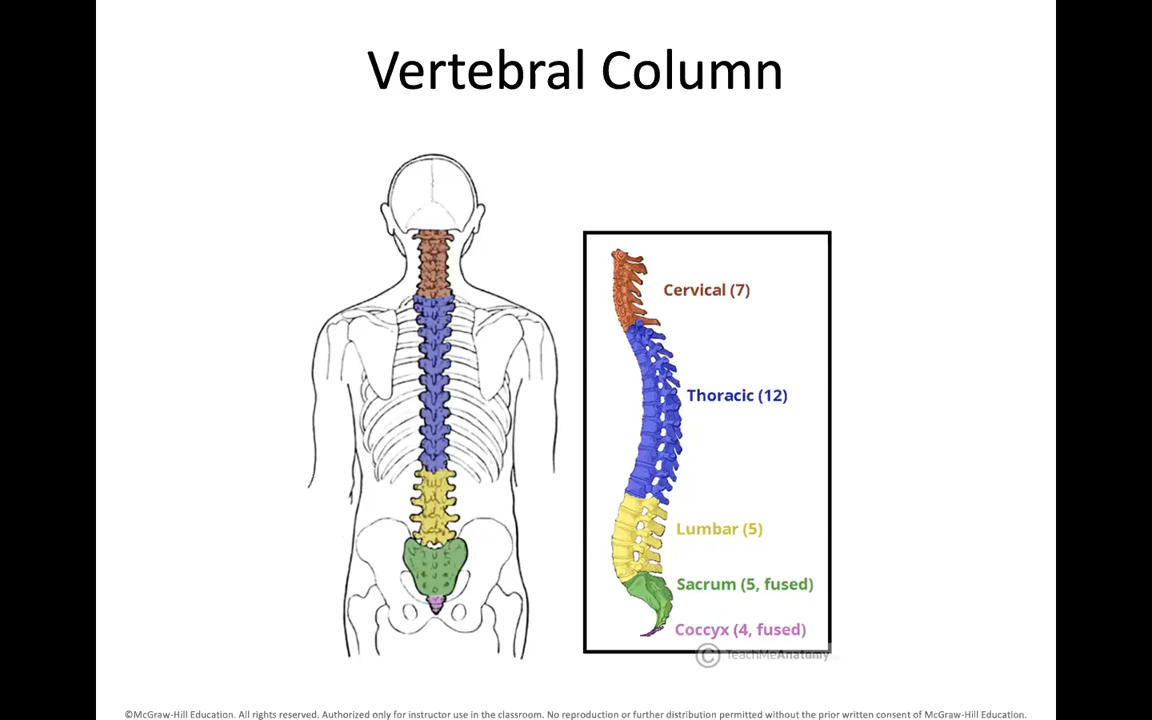 Vertebral Column
Cervical (7)
Thoracic (12)
Lumbar (5)
Sacrum (5, fused)
Coccyx (4, fused)
© TeachMeAnatomy
©McGraw-Hill Education. All rights reserved. Authorized only for instructor use in the classroom. No reproduction or further distribution permitted without the prior written consent of McGraw-Hill Education.